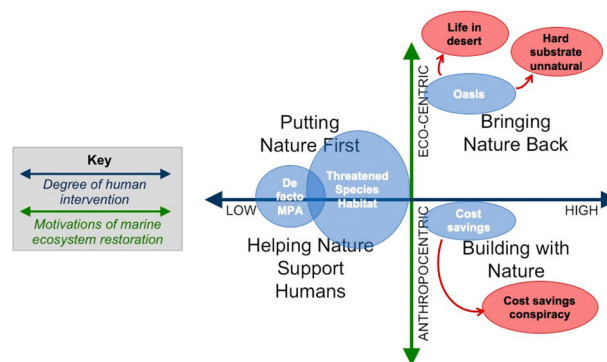 Life in
desert
Hard
substrate
unnatural
Oasis
ECO-CENTRIC
Putting
Nature First
Bringing
Nature Back
Key
Degree of human
intervention
Motivations of marine
ecosystem restoration
De
facto
MPA
Threatened
Species
Habitat
LOW
HIGH
Cost
savings
ANTHROPOCENTRIC
Helping Nature
Support
Humans
Building with
Nature
Cost savings
conspiracy